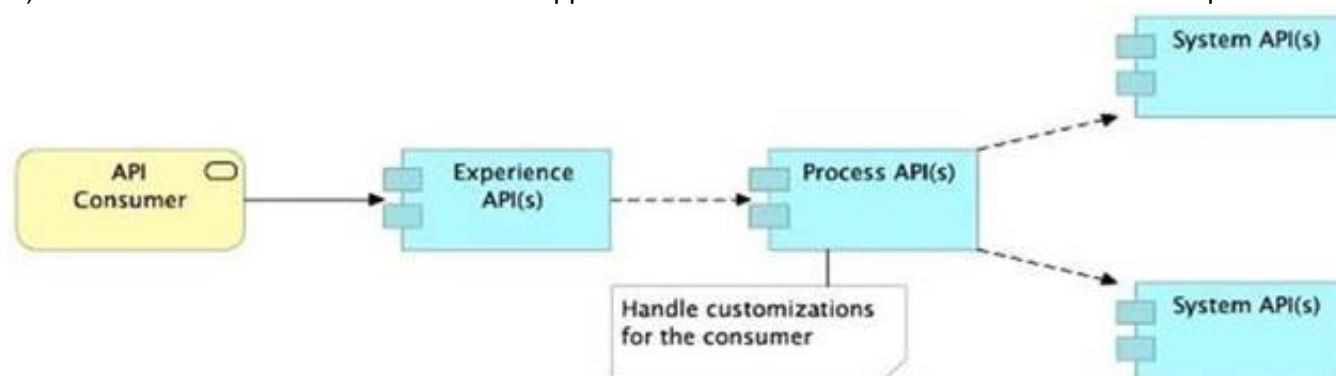 System API(s)
API
Consumer
Experience
API(s)
Process API(s)
Handle customizations
for the consumer
System API(s)